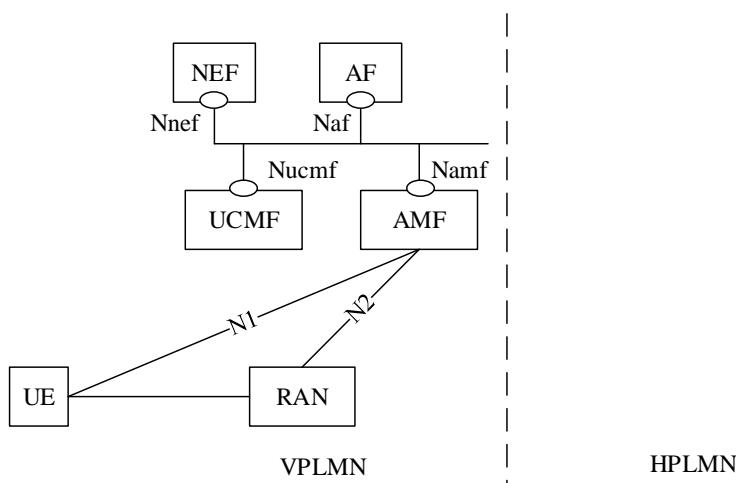 NEF
AF
Nnef
Naf
Nucmf
Namf
UCMF
AMF
N1
N2
UE
RAN
VPLMN
HPLMN